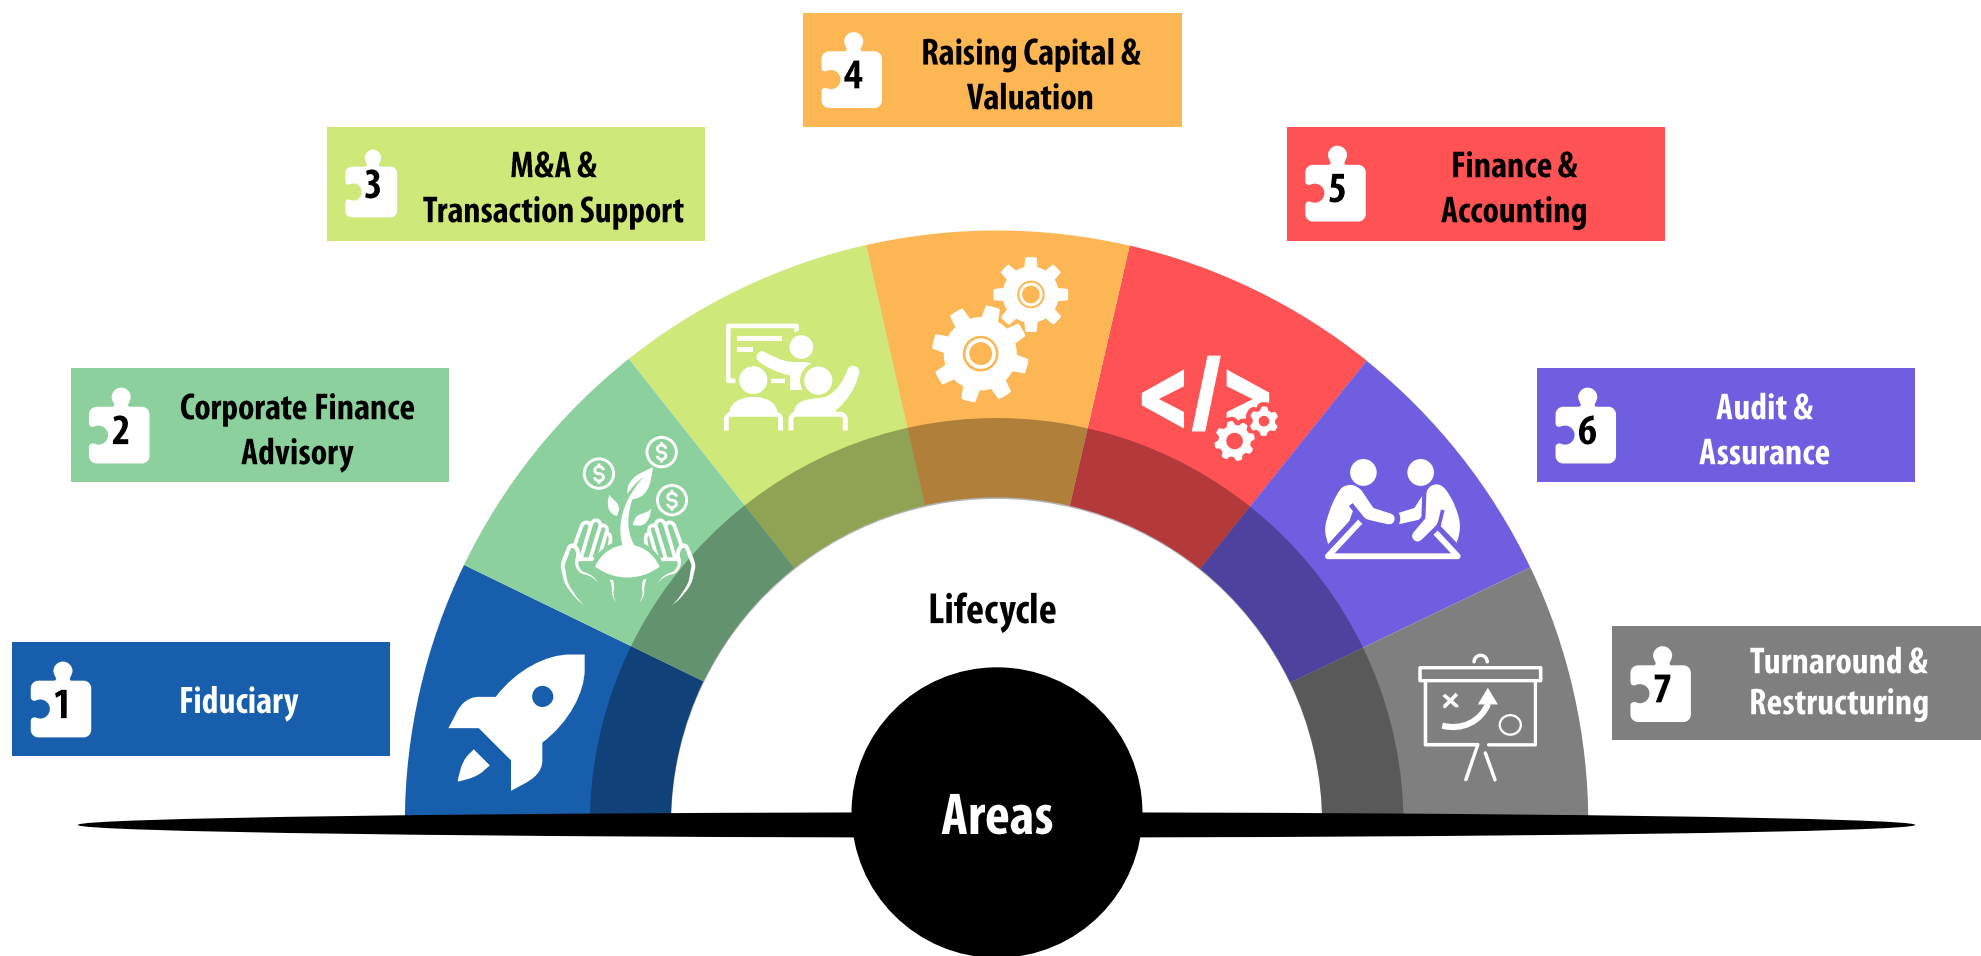 4
Raising Capital &
Valuation
3
M&A &
Transaction Support
5
Finance &
Accounting
2
Corporate Finance
Advisory
6
Audit &
Assurance
1
Fiduciary
7
Turnaround &
Restructuring
Lifecycle
Areas